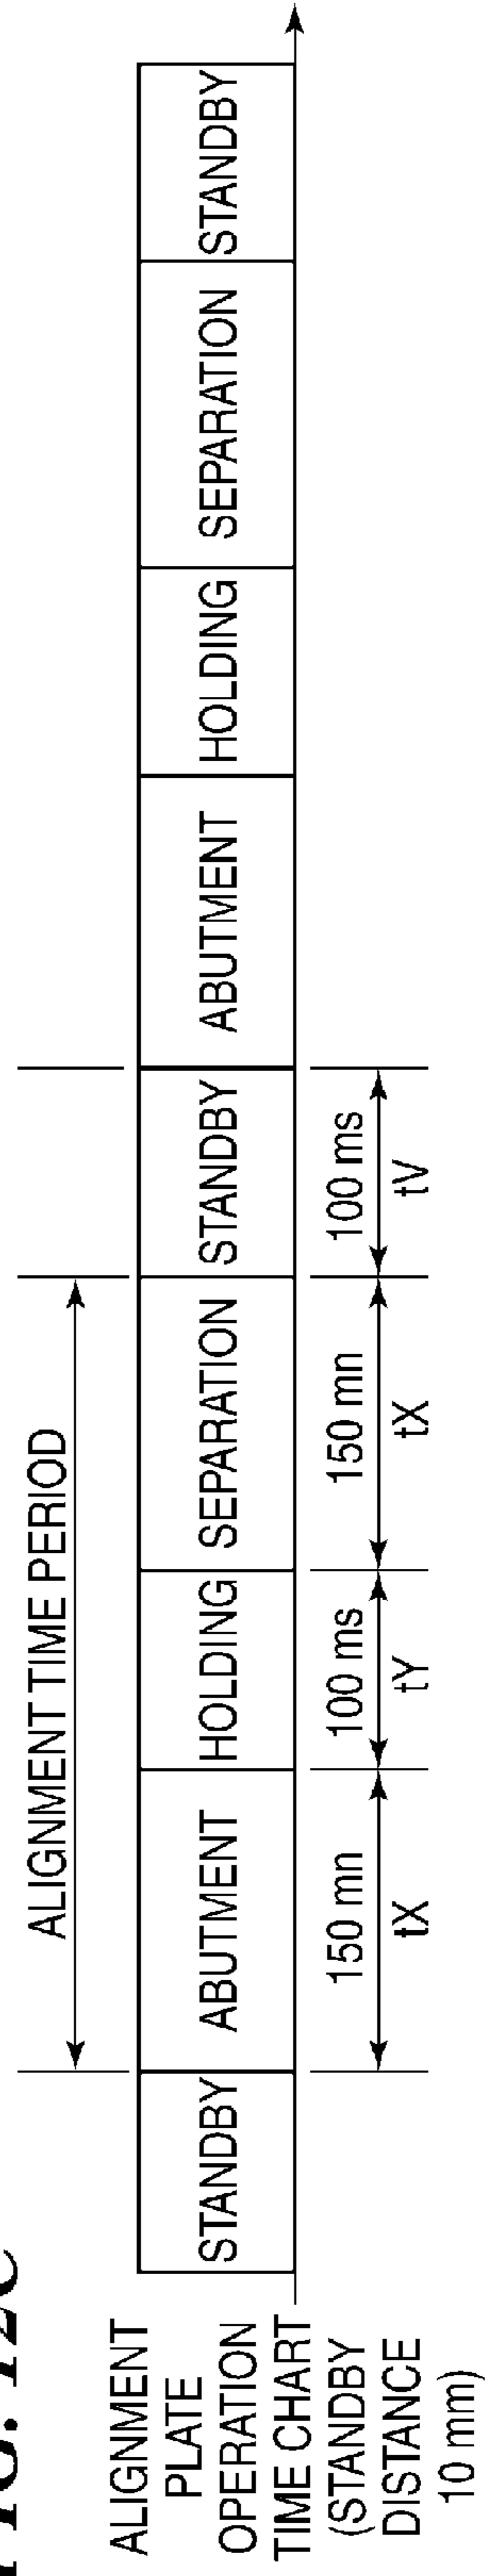 FIG. 12C
ALIGNMENT TIME PERIOD
ALIGNMENT
PLATE
OPERATION
TIME CHART
(STANDBY
DISTANCE
10 mm)
STANDBY ABUTMENT HOLDING SEPARATION STANDBY ABUTMENT HOLDING SEPARATION STANDBY
150 mn 100 ms 150 mn 100 ms
tX tY tX tV